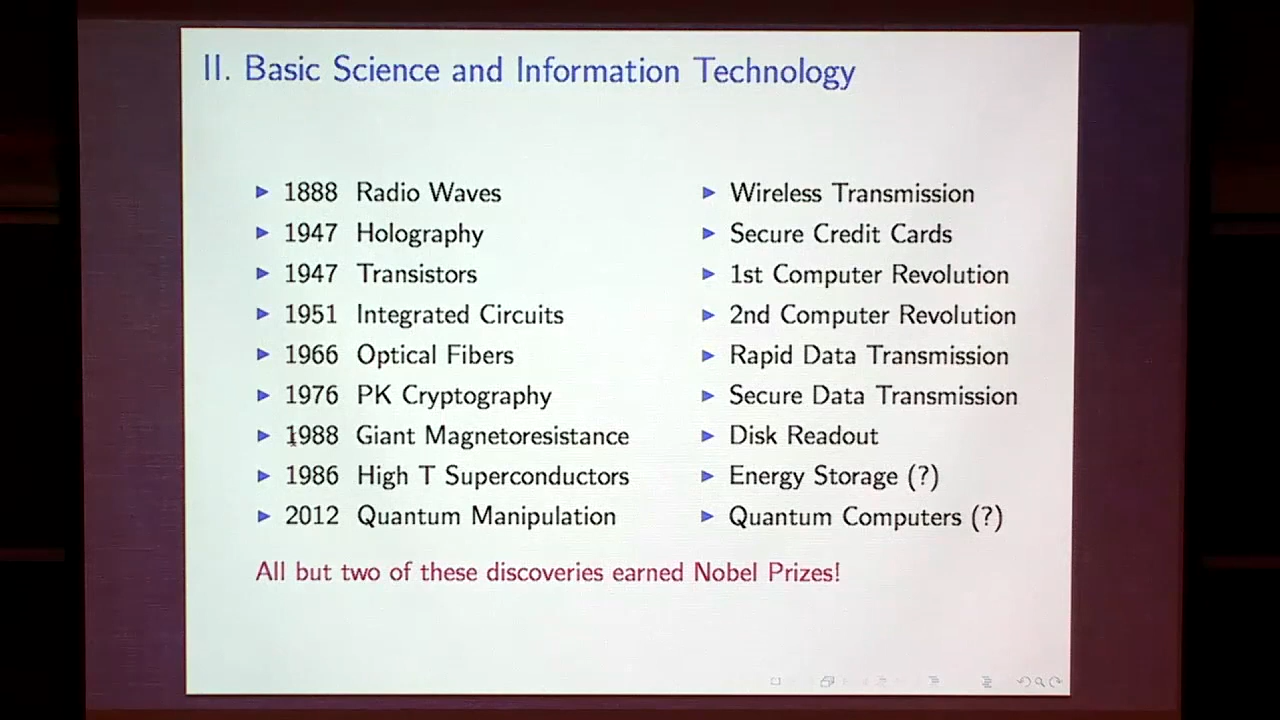 II. Basic Science and Information Technology
1888 Radio Waves
Wireless Transmission
1947 Holography
Secure Credit Cards
1947 Transistors
1st Computer Revolution
1951 Integrated Circuits
2nd Computer Revolution
1966 Optical Fibers
Rapid Data Transmission
1976 PK Cryptography
Secure Data Transmission
1988 Giant Magnetoresistance
Disk Readout
1986 High T Superconductors
Energy Storage (?)
2012 Quantum Manipulation
Quantum Computers (?)
All but two of these discoveries earned Nobel Prizes!